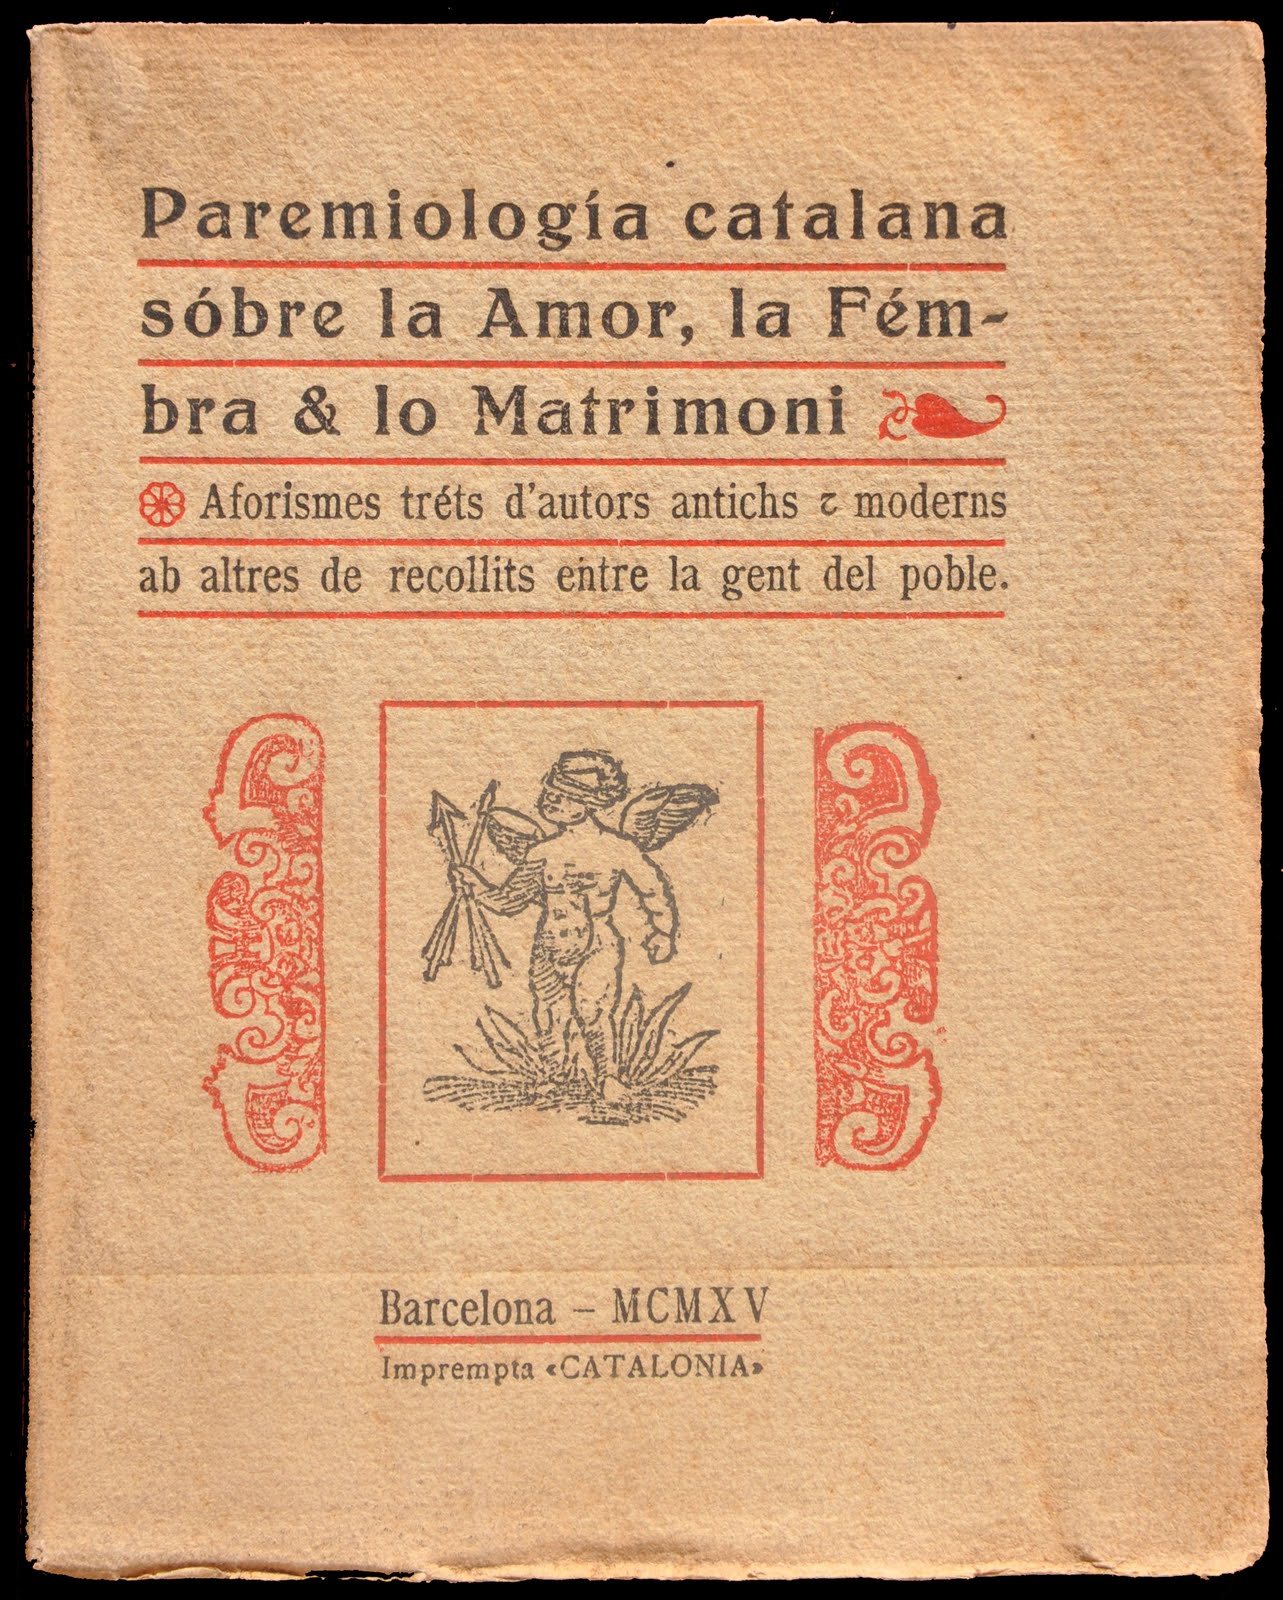 Paremiología catalana
sóbre la Amor, la Fém-
bra & lo Matrimoni
Aforismes tréts d'autors antichs ⁊ moderns
ab altres de recollits entre la gent del poble.
Barcelona – MCMXV
Imprempta «CATALONIA»